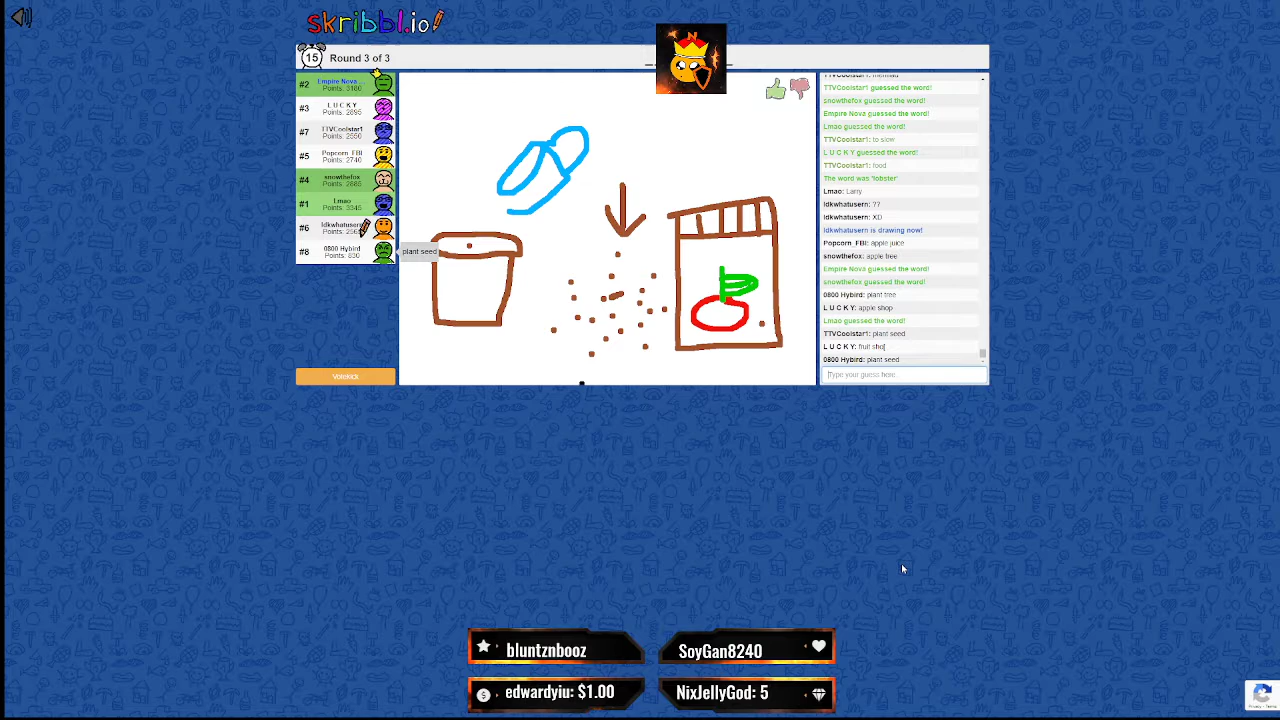 skribbl.io!
15
Round 3 of 3
#2 Empire Nova ...
Points: 3180
#3 L U C K Y
Points: 2895
#7 TTVCoolstar1
Points: 2550
#5 Popcorn_FBI
Points: 2740
#4 snowthefox
Points: 2885
#1 Lmao
Points: 3345
#6 Idkwhatusern
Points: 2565
#8 0800 Hybird
Points: 830
plant seed
Votekick
N
TTVCoolstar1: mermaid
TTVCoolstar1 guessed the word!
snowthefox guessed the word!
Empire Nova guessed the word!
Lmao guessed the word!
TTVCoolstar1: to slow
L U C K Y guessed the word!
TTVCoolstar1: food
The word was 'lobster'
Lmao: Larry
Idkwhatusern: ??
Idkwhatusern: XD
Idkwhatusern is drawing now!
Popcorn_FBI: apple juice
snowthefox: apple tree
Empire Nova guessed the word!
snowthefox guessed the word!
0800 Hybird: plant tree
L U C K Y: apple shop
Lmao guessed the word!
TTVCoolstar1: plant seed
L U C K Y: fruit sho[
0800 Hybird: plant seed
Type your guess here...
bluntznbooz
SoyGan8240
edwardyiu: $1.00
NixJellyGod: 5
Privacy - Terms